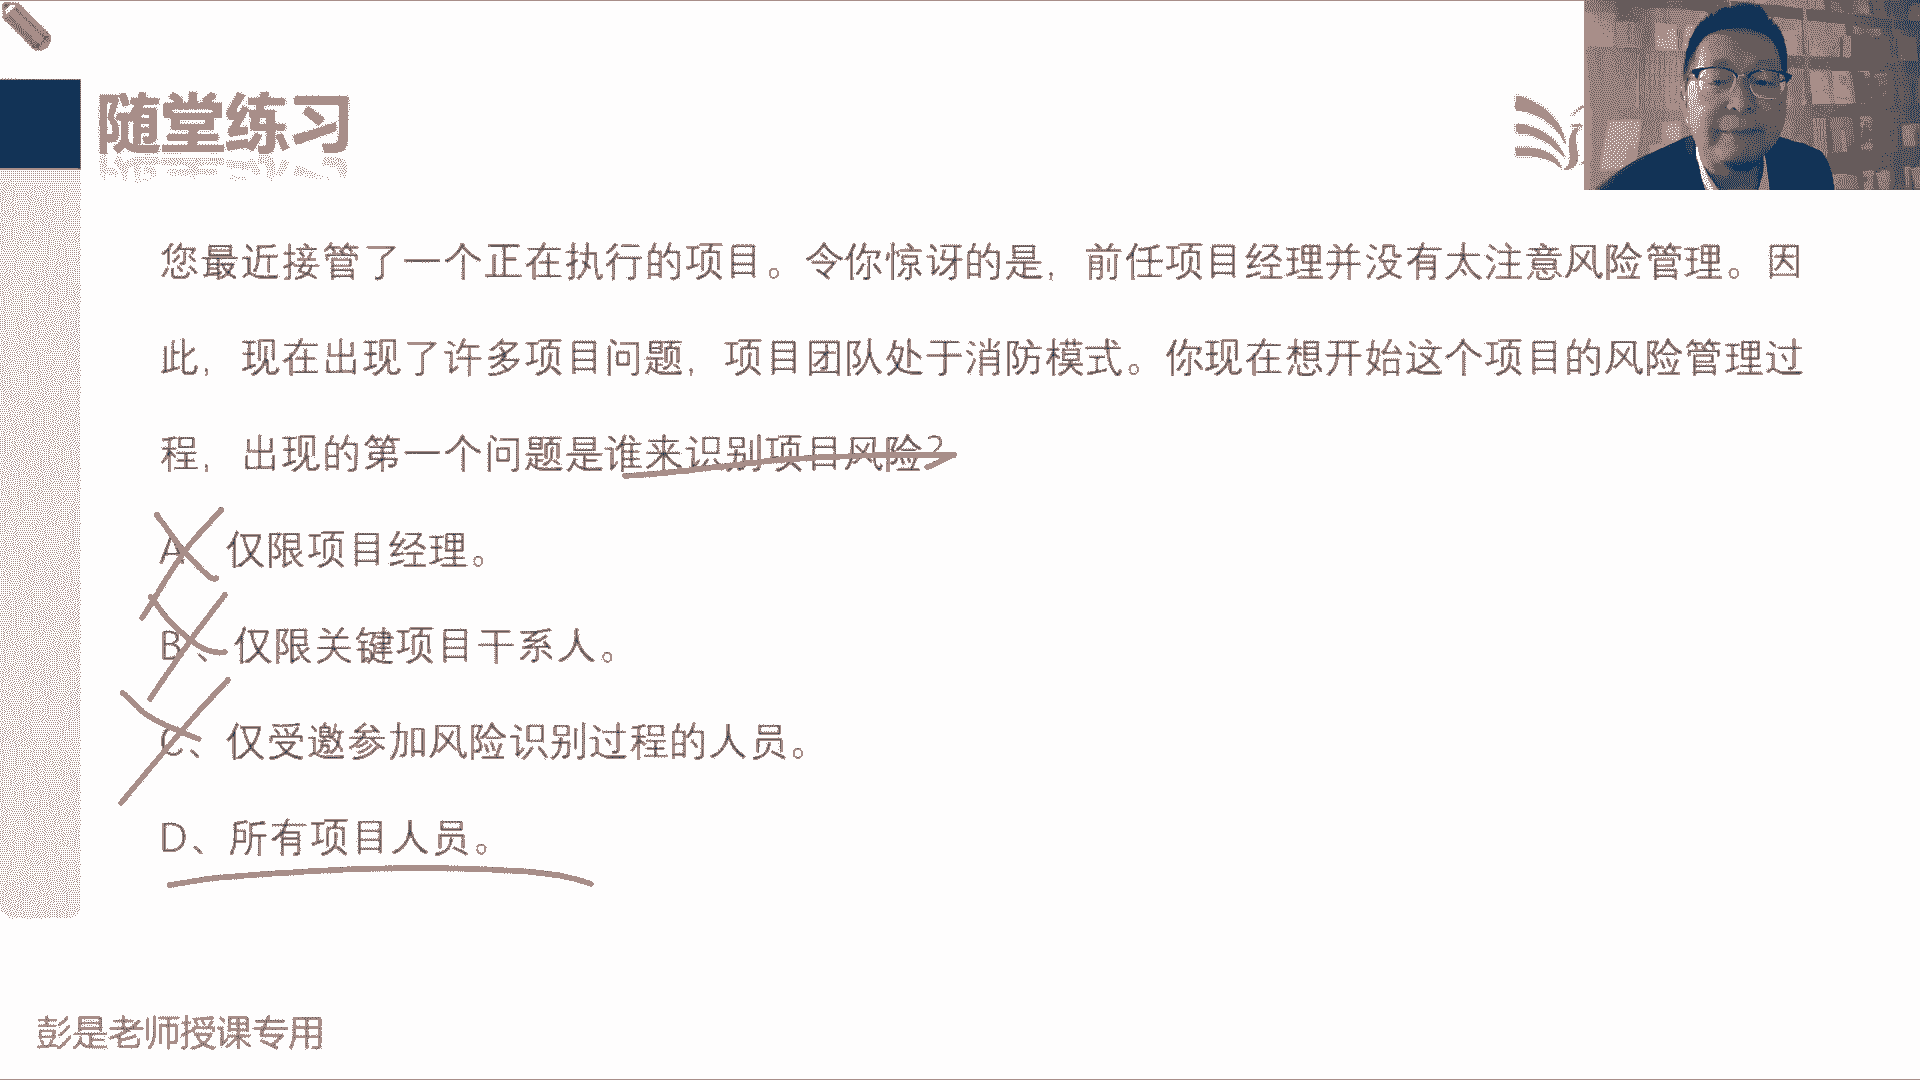 随堂练习
您最近接管了一个正在执行的项目。令你惊讶的是，前任项目经理并没有太注意风险管理。因
此，现在出现了许多项目问题，项目团队处于消防模式。你现在想开始这个项目的风险管理过
程，出现的第一个问题是谁来识别项目风险？
A、仅限项目经理。
B、仅限关键项目干系人。
C、仅受邀参加风险识别过程的人员。
D、所有项目人员。
彭是老师授课专用